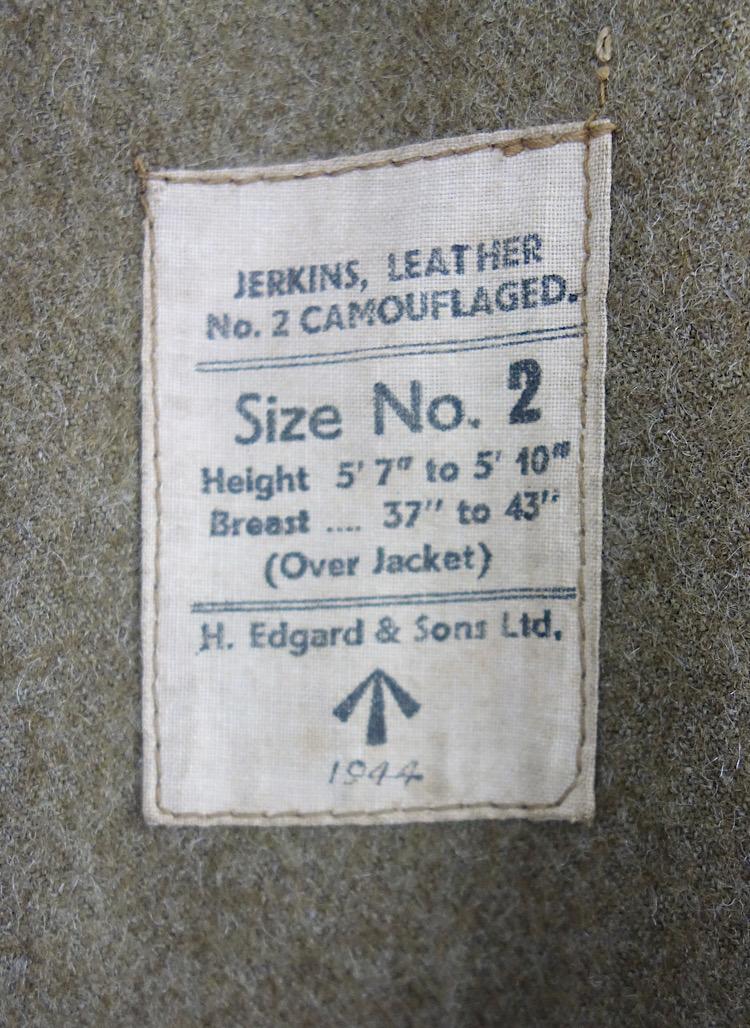 JERKINS, LEATHER
No. 2 CAMOUFLAGED.
Size No. 2
Height 5' 7" to 5' 10"
Breast .... 37" to 43"
(Over Jacket)
H. Edgard & Sons Ltd.
1944